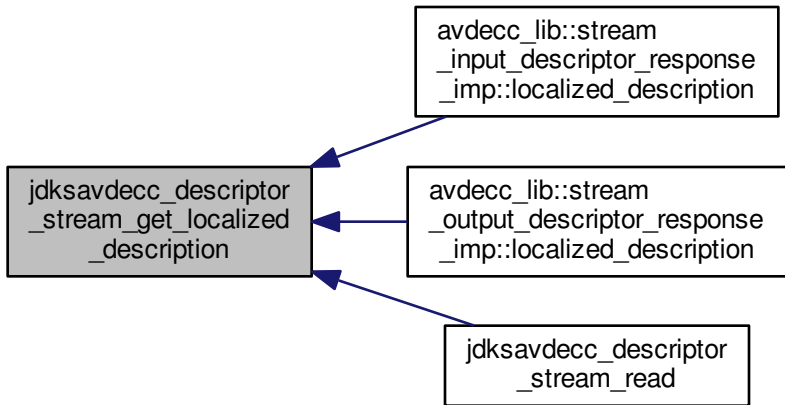 avdecc_lib::stream
_input_descriptor_response
_imp::localized_description
jdksavdecc_descriptor
_stream_get_localized
_description
avdecc_lib::stream
_output_descriptor_response
_imp::localized_description
jdksavdecc_descriptor
_stream_read